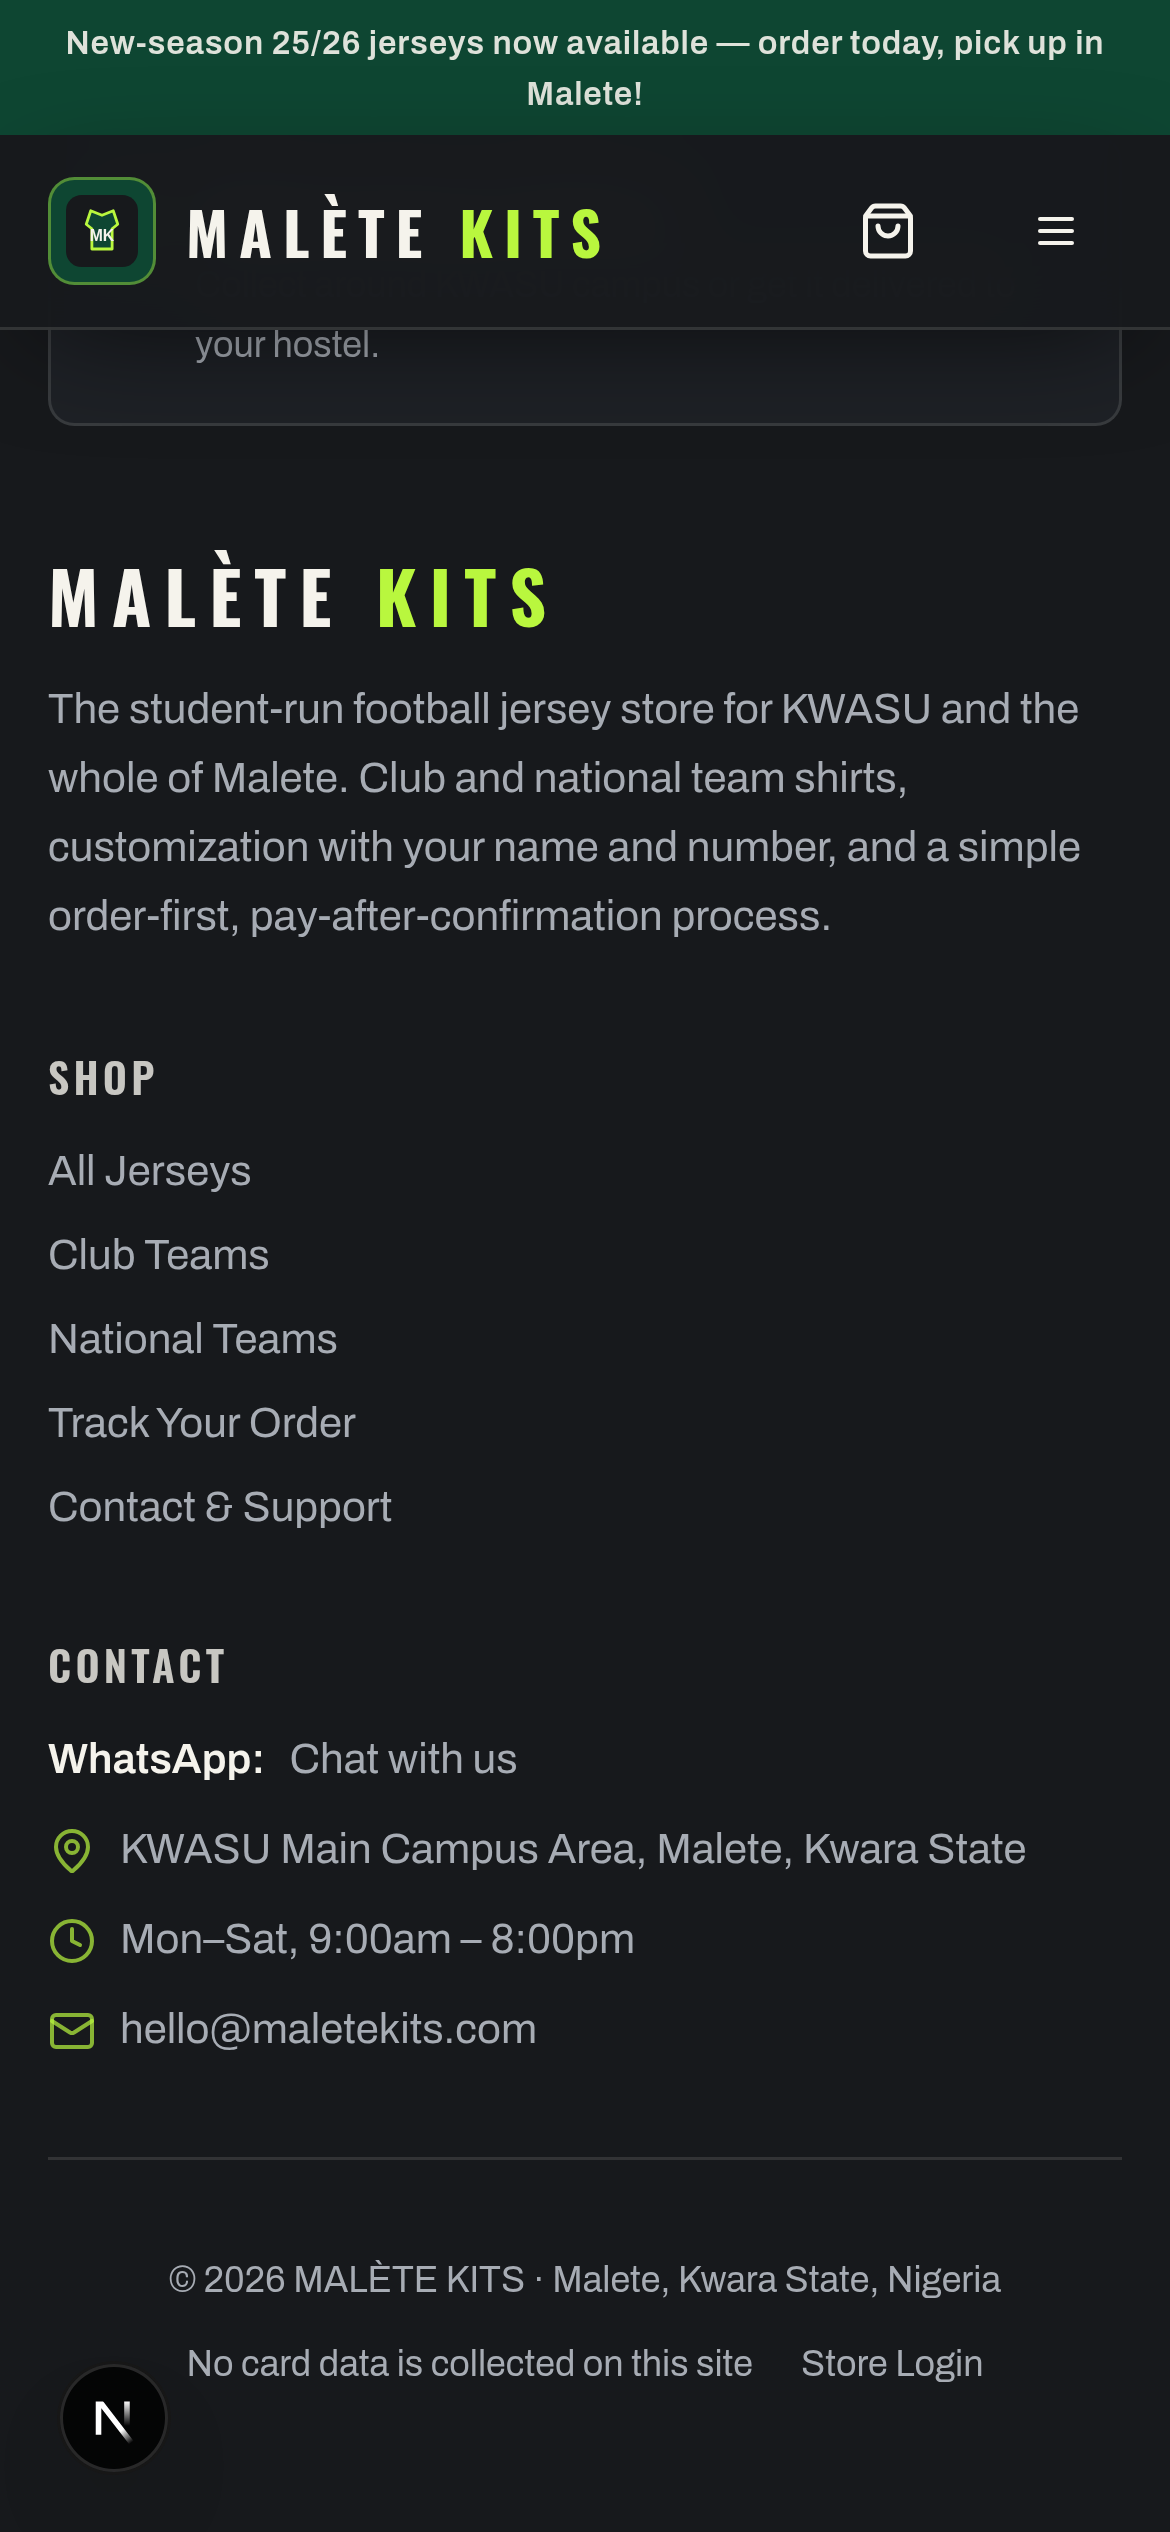 New-season 25/26 jerseys now available — order today, pick up in
Malete!
MK
MALÈTE KITS
your hostel.
MALÈTE KITS
The student-run football jersey store for KWASU and the
whole of Malete. Club and national team shirts,
customization with your name and number, and a simple
order-first, pay-after-confirmation process.
SHOP
All Jerseys
Club Teams
National Teams
Track Your Order
Contact & Support
CONTACT
WhatsApp: Chat with us
KWASU Main Campus Area, Malete, Kwara State
Mon–Sat, 9:00am – 8:00pm
hello@maletekits.com
© 2026 MALÈTE KITS · Malete, Kwara State, Nigeria
No card data is collected on this site Store Login
N